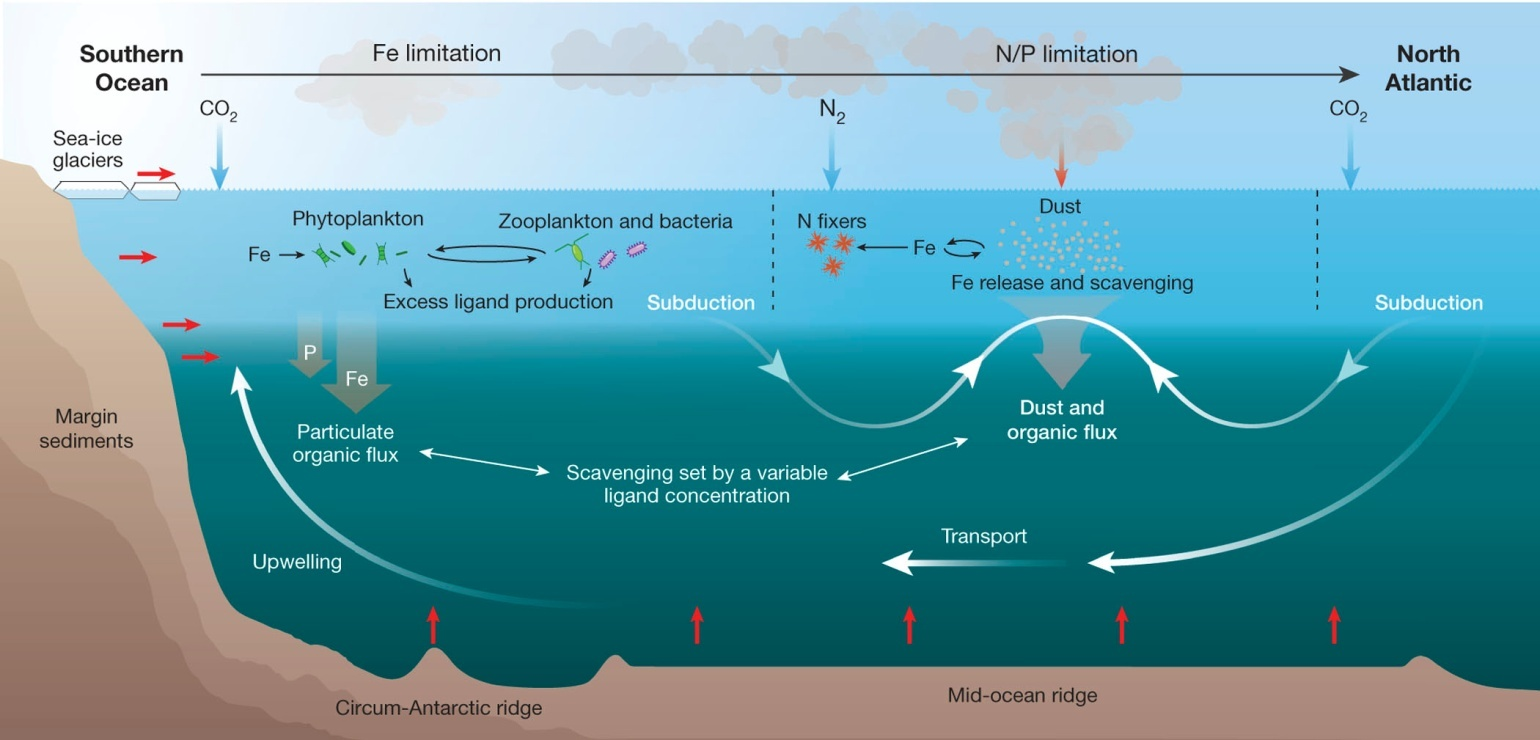 Southern
Ocean
Fe limitation
N/P limitation
North
Atlantic
CO₂
N₂
CO₂
Sea-ice
glaciers
Phytoplankton
Zooplankton and bacteria
N fixers
Dust
Fe
Fe
Fe release and scavenging
Excess ligand production
Subduction
Subduction
P
Fe
Particulate
organic flux
Dust and
organic flux
Margin
sediments
Scavenging set by a variable
ligand concentration
Transport
Upwelling
Circum-Antarctic ridge
Mid-ocean ridge